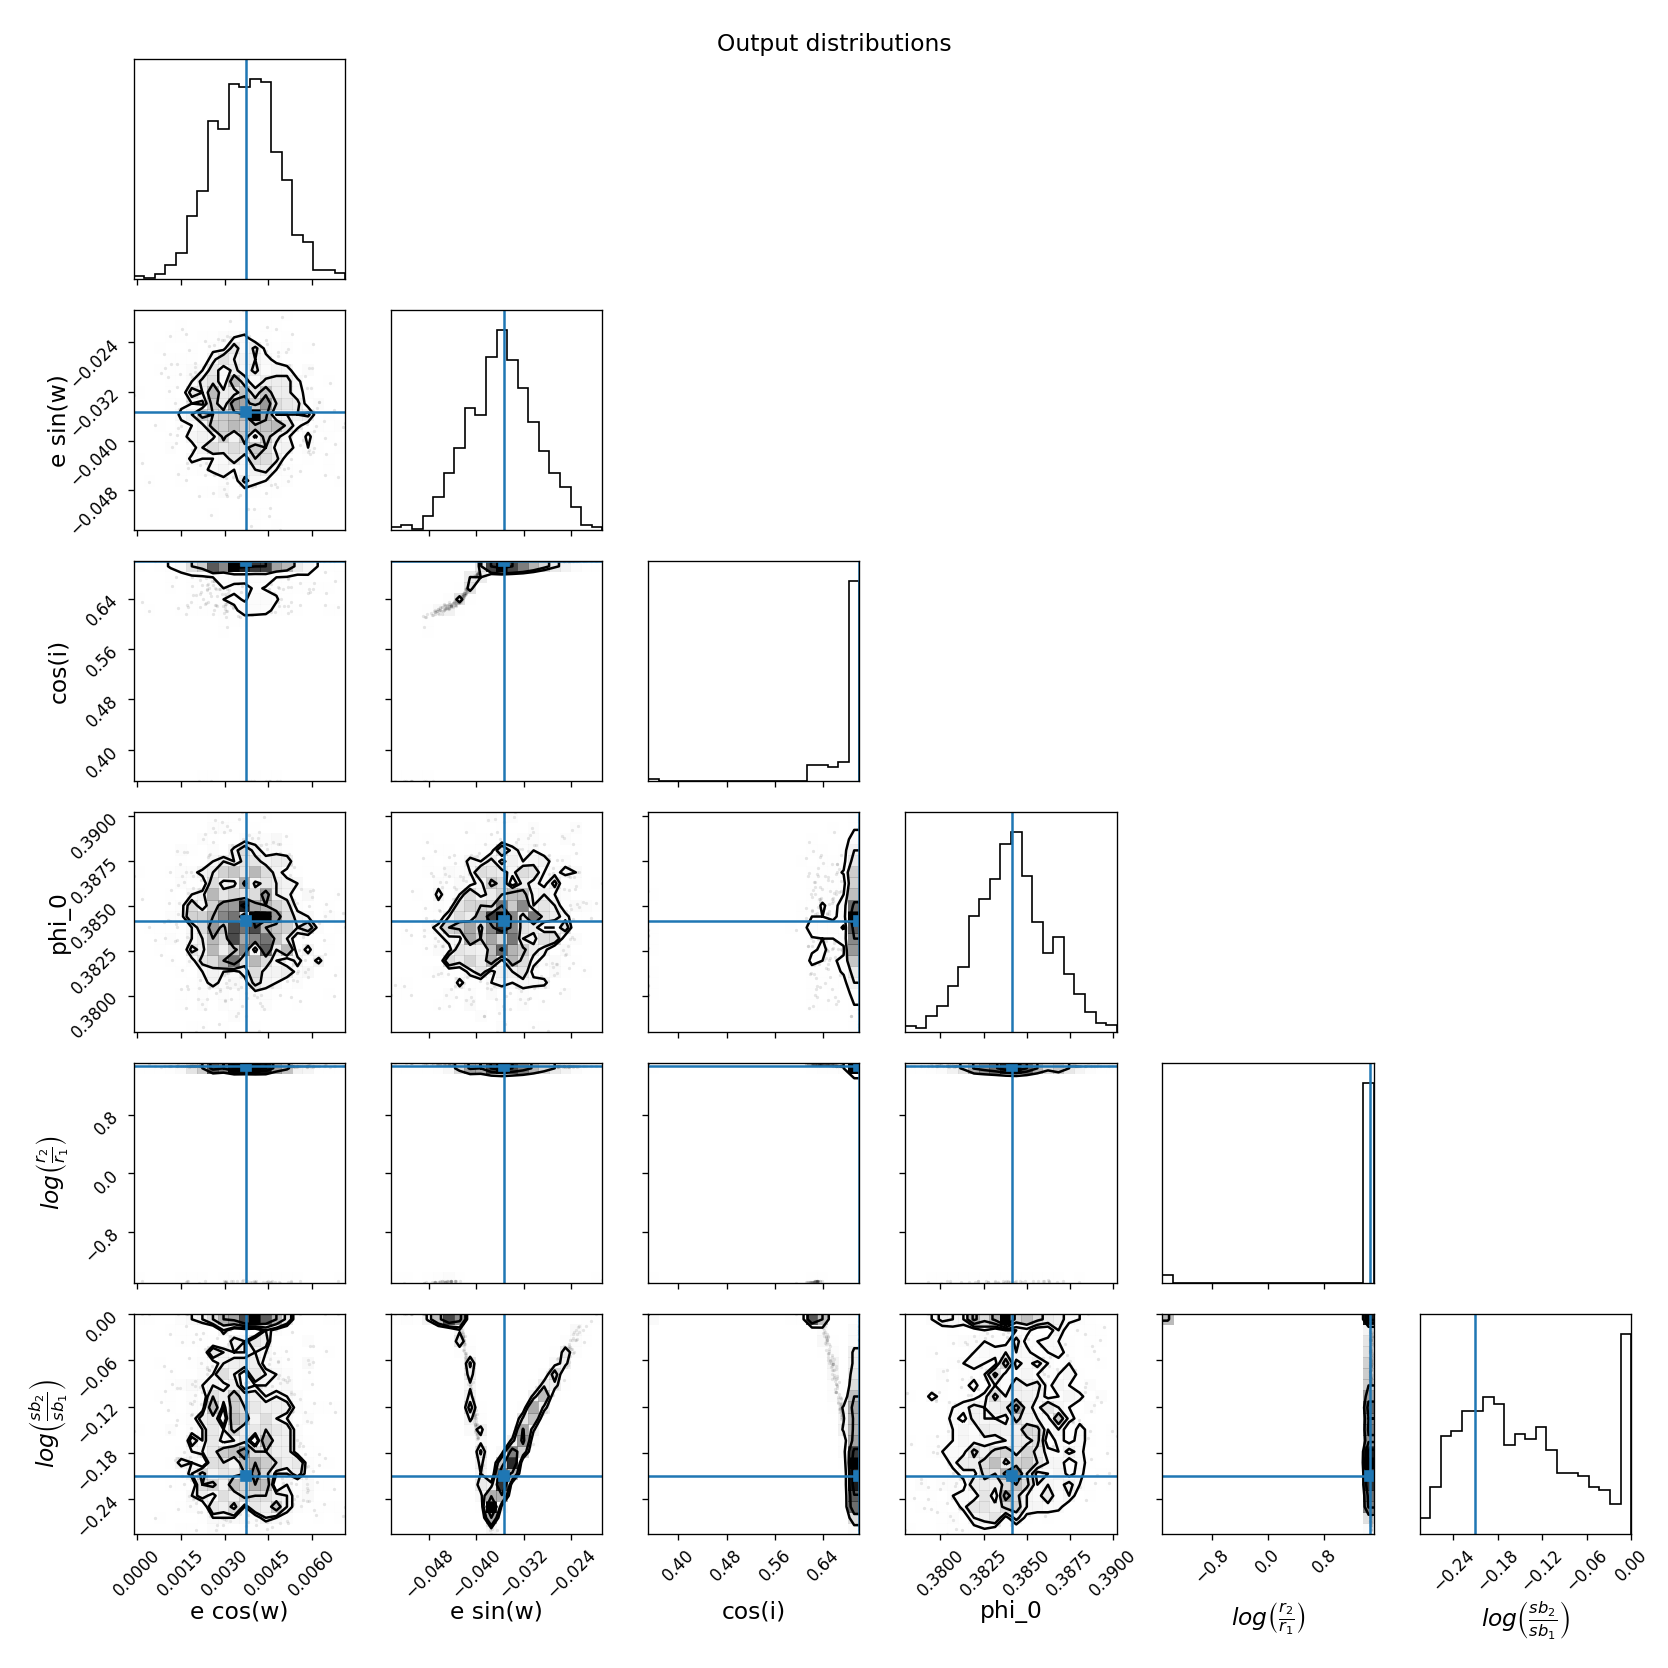 Output distributions
e sin(w)
−0.024
−0.032
−0.040
−0.048
cos(i)
0.64
0.56
0.48
0.40
phi_0
0.3900
0.3875
0.3850
0.3825
0.3800
log(r₂/r₁)
0.8
0.0
−0.8
log(sb₂/sb₁)
0.00
−0.06
−0.12
−0.18
−0.24
0.0000 0.0015 0.0030 0.0045 0.0060
e cos(w)
−0.048 −0.040 −0.032 −0.024
e sin(w)
0.40 0.48 0.56 0.64
cos(i)
0.3800 0.3825 0.3850 0.3875 0.3900
phi_0
−0.8 0.0 0.8
log(r₂/r₁)
−0.24 −0.18 −0.12 −0.06 0.00
log(sb₂/sb₁)